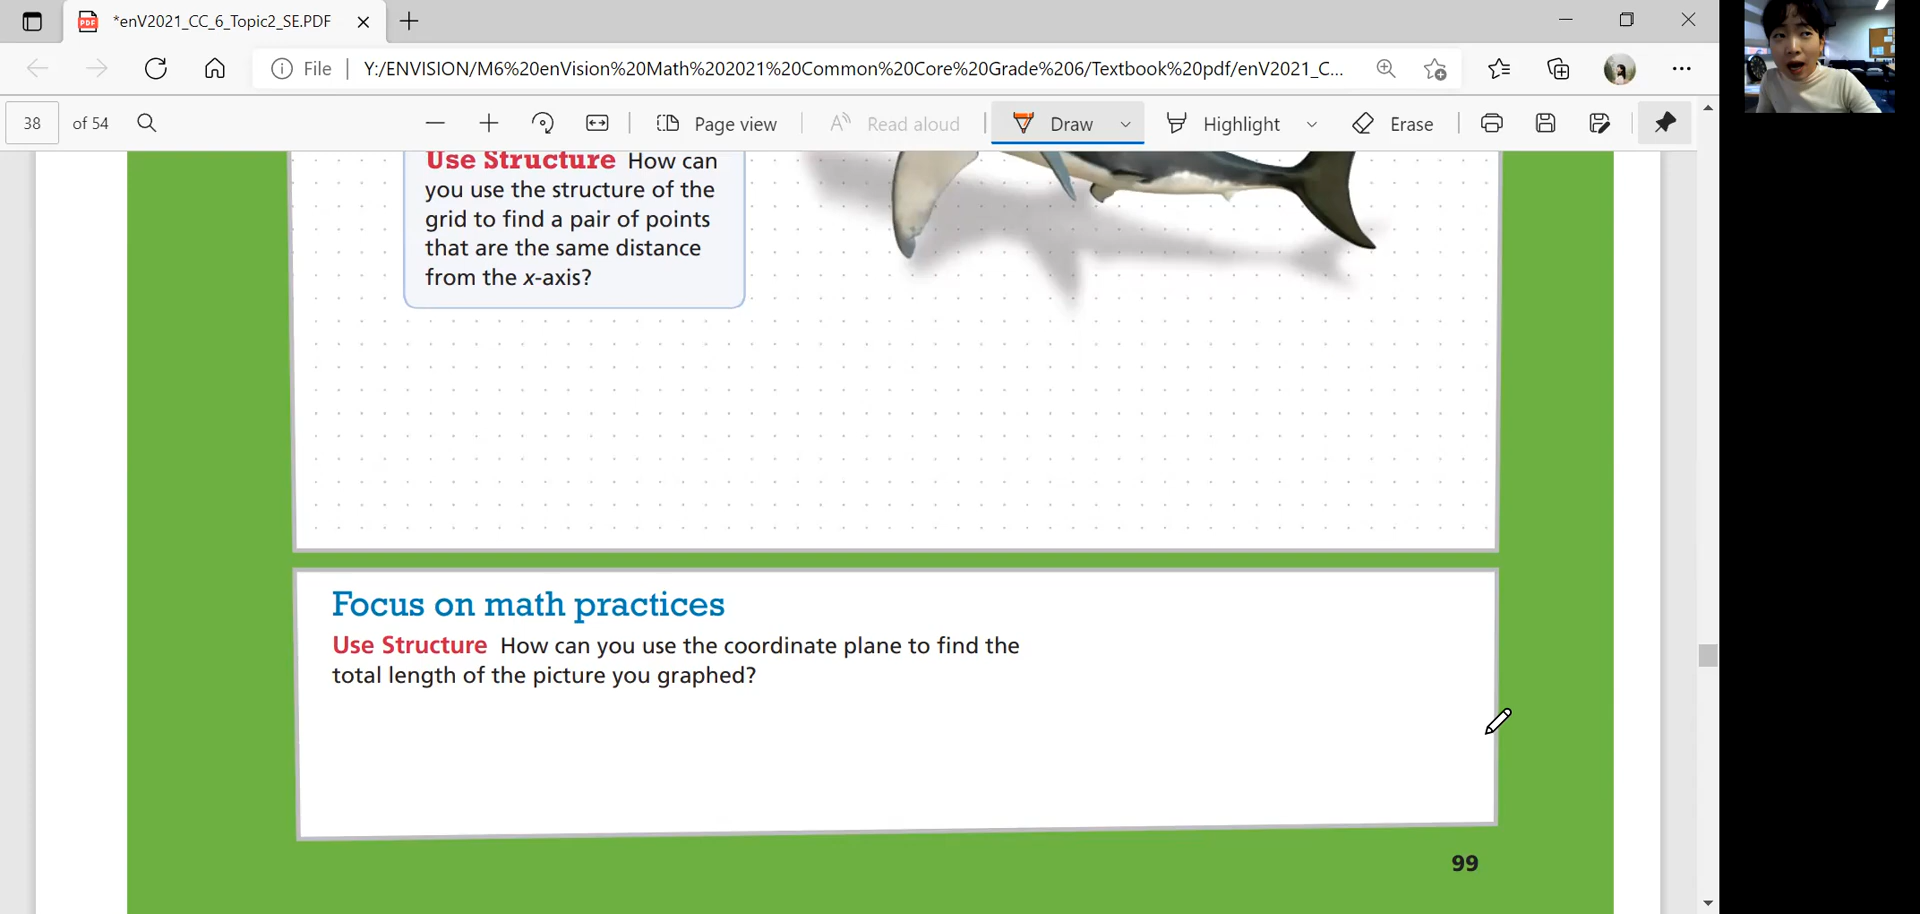 *enV2021_CC_6_Topic2_SE.PDF
File
Y:/ENVISION/M6%20enVision%20Math%202021%20Common%20Core%20Grade%206/Textbook%20pdf/enV2021_C...
38 of 54
Page view
Read aloud
Draw
Highlight
Erase
Use Structure How can
you use the structure of the
grid to find a pair of points
that are the same distance
from the x-axis?
Focus on math practices
Use Structure How can you use the coordinate plane to find the
total length of the picture you graphed?
99